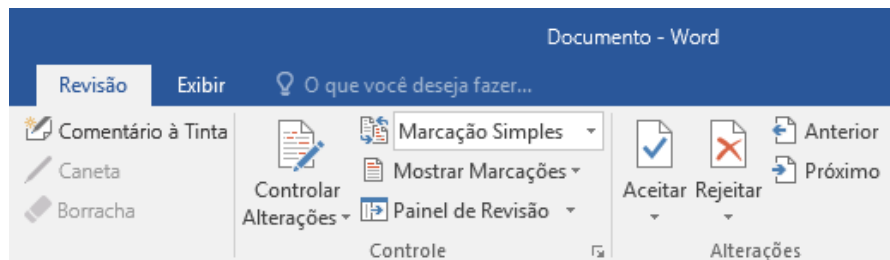 Documento - Word
Revisão Exibir O que você deseja fazer...
Comentário à Tinta
Caneta
Borracha
Controlar
Alterações
Marcação Simples
Mostrar Marcações
Painel de Revisão
Controle
Aceitar Rejeitar
Anterior
Próximo
Alterações